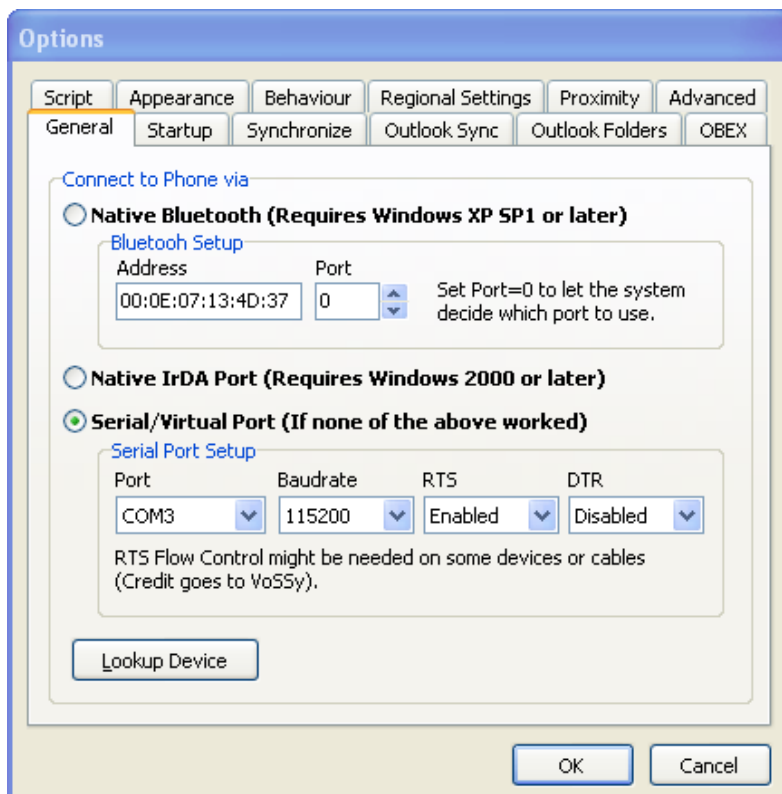 Options
Script Appearance Behaviour Regional Settings Proximity Advanced
General Startup Synchronize Outlook Sync Outlook Folders OBEX
Connect to Phone via
Native Bluetooth (Requires Windows XP SP1 or later)
Bluetooh Setup
Address Port
00:0E:07:13:4D:37 0 Set Port=0 to let the system
decide which port to use.
Native IrDA Port (Requires Windows 2000 or later)
Serial/Virtual Port (If none of the above worked)
Serial Port Setup
Port Baudrate RTS DTR
COM3 115200 Enabled Disabled
RTS Flow Control might be needed on some devices or cables
(Credit goes to VoSSy).
Lookup Device
OK Cancel